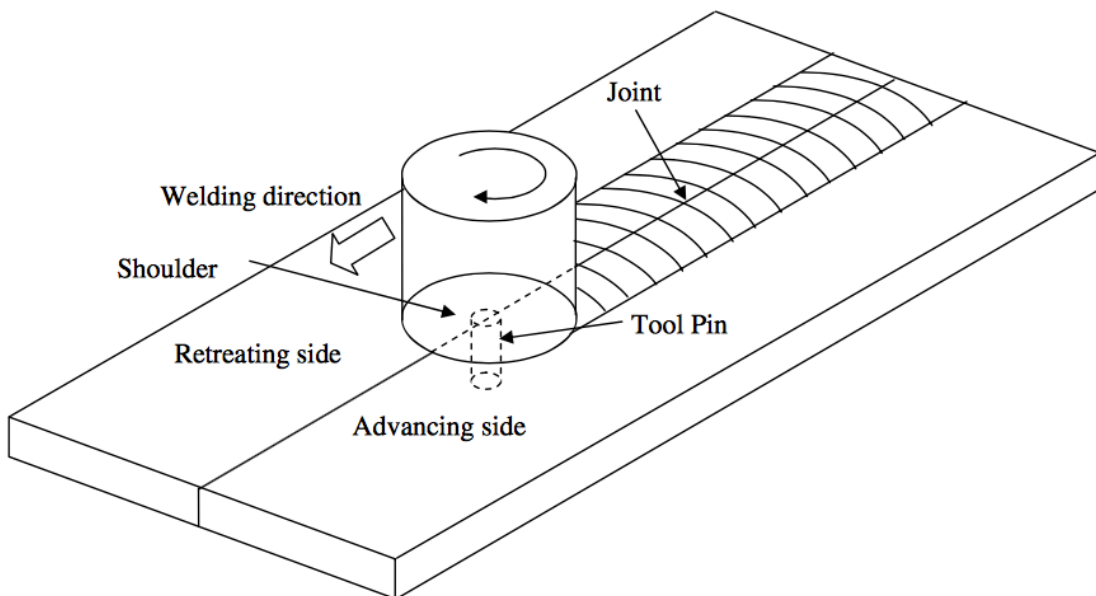 Joint
Welding direction
Shoulder
Tool Pin
Retreating side
Advancing side